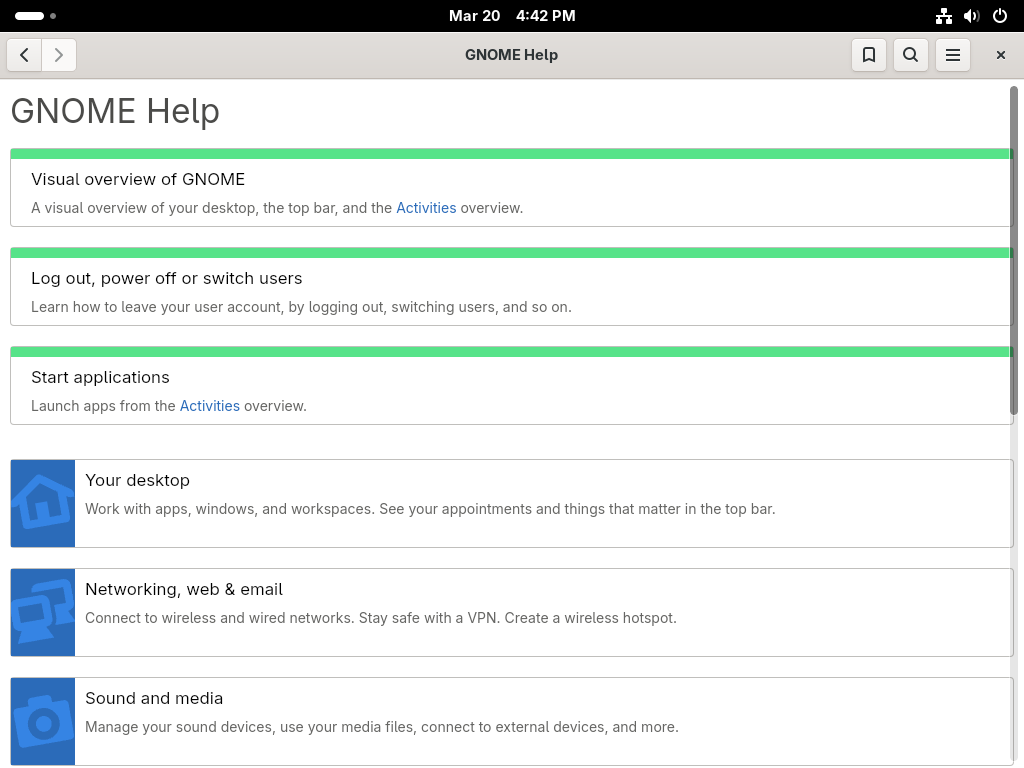 Mar 20 4:42 PM
GNOME Help
GNOME Help
Visual overview of GNOME
A visual overview of your desktop, the top bar, and the Activities overview.
Log out, power off or switch users
Learn how to leave your user account, by logging out, switching users, and so on.
Start applications
Launch apps from the Activities overview.
Your desktop
Work with apps, windows, and workspaces. See your appointments and things that matter in the top bar.
Networking, web & email
Connect to wireless and wired networks. Stay safe with a VPN. Create a wireless hotspot.
Sound and media
Manage your sound devices, use your media files, connect to external devices, and more.